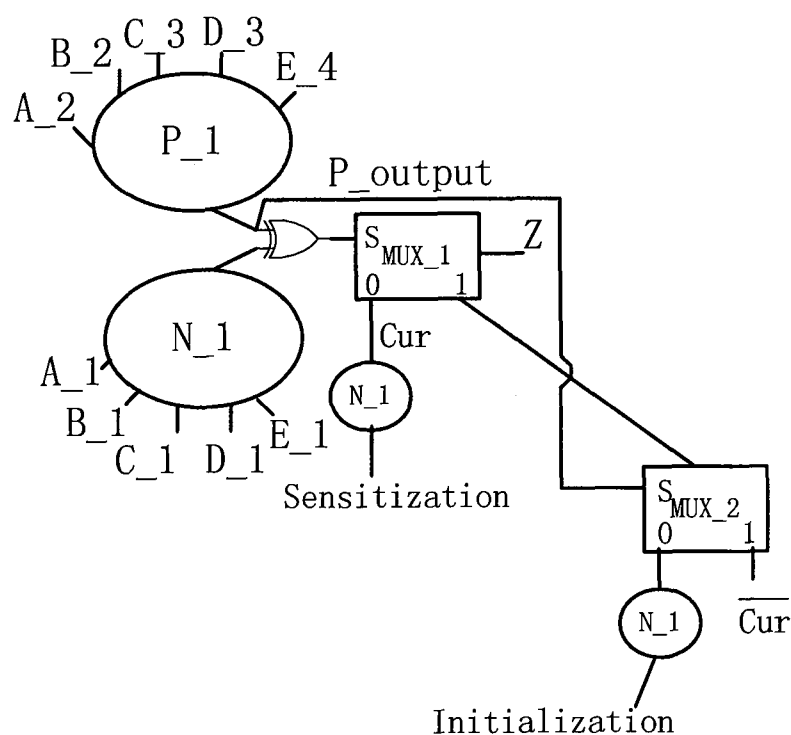 C_3
D_3
B_2
E_4
A_2
P_1
P_output
S
MUX_1
0 1
Z
N_1
Cur
A_1
B_1
C_1
D_1
E_1
N_1
Sensitization
S
MUX_2
0 1
N_1
Cur
Initialization